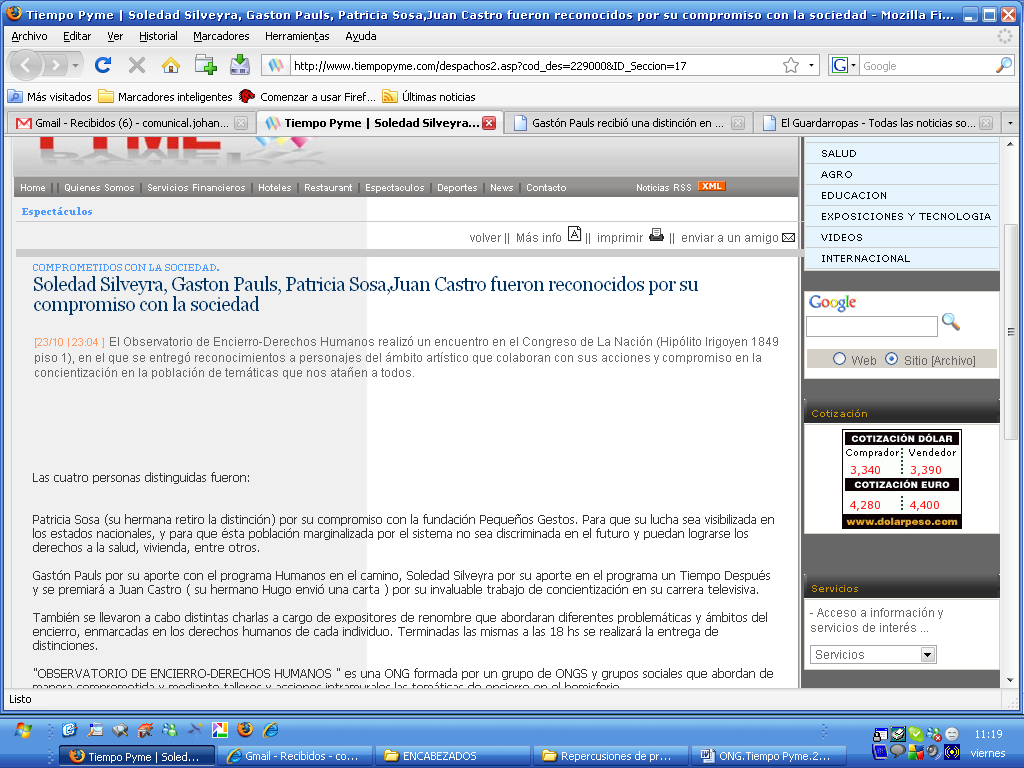 Tiempo Pyme | Soledad Silveyra, Gaston Pauls, Patricia Sosa,Juan Castro fueron reconocidos por su compromiso con la sociedad - Mozilla Fi...
Archivo Editar Ver Historial Marcadores Herramientas Ayuda
http://www.tiempopyme.com/despachos2.asp?cod_des=229000&ID_Seccion=17
G Google
Más visitados Marcadores inteligentes Comenzar a usar Firef... Últimas noticias
Gmail - Recibidos (6) - comunical.johan... Tiempo Pyme | Soledad Silveyra,... Gastón Pauls recibió una distinción en ... El Guardarropas - Todas las noticias so...
Home || Quienes Somos | Servicios Financieros | Hoteles | Restaurant | Espectaculos | Deportes | News | Contacto Noticias RSS XML
Espectáculos
volver || Más info A || imprimir || enviar a un amigo
COMPROMETIDOS CON LA SOCIEDAD.
Soledad Silveyra, Gaston Pauls, Patricia Sosa,Juan Castro fueron reconocidos por su
compromiso con la sociedad
[23/10 | 23:04 ] El Observatorio de Encierro-Derechos Humanos realizó un encuentro en el Congreso de La Nación (Hipólito Irigoyen 1849
piso 1), en el que se entregó reconocimientos a personajes del ámbito artístico que colaboran con sus acciones y compromiso en la
concientización en la población de temáticas que nos atañen a todos.
Las cuatro personas distinguidas fueron:
Patricia Sosa (su hermana retiro la distinción) por su compromiso con la fundación Pequeños Gestos. Para que su lucha sea visibilizada en
los estados nacionales, y para que ésta población marginalizada por el sistema no sea discriminada en el futuro y puedan lograrse los
derechos a la salud, vivienda, entre otros.
Gastón Pauls por su aporte con el programa Humanos en el camino, Soledad Silveyra por su aporte en el programa un Tiempo Después
y se premiará a Juan Castro ( su hermano Hugo envió una carta ) por su invaluable trabajo de concientización en su carrera televisiva.
También se llevaron a cabo distintas charlas a cargo de expositores de renombre que abordaran diferentes problemáticas y ámbitos del
encierro, enmarcadas en los derechos humanos de cada individuo. Terminadas las mismas a las 18 hs se realizará la entrega de
distinciones.
"OBSERVATORIO DE ENCIERRO-DERECHOS HUMANOS " es una ONG formada por un grupo de ONGS y grupos sociales que abordan de
manera comprometida y mediante talleres y acciones intramurales las temáticas de encierro en el hemisferio.
SALUD
AGRO
EDUCACION
EXPOSICIONES Y TECNOLOGIA
VIDEOS
INTERNACIONAL
Google
Web Sitio [Archivo]
Cotización
COTIZACIÓN DÓLAR
Comprador Vendedor
3,340 3,390
COTIZACIÓN EURO
4,280 4,400
www.dolarpeso.com
Servicios
- Acceso a información y
servicios de interés ...
Servicios
Listo
11:19
viernes
Tiempo Pyme | Soled... Gmail - Recibidos - co... ENCABEZADOS Repercusiones de pr... ONG.Tiempo Pyme.2...